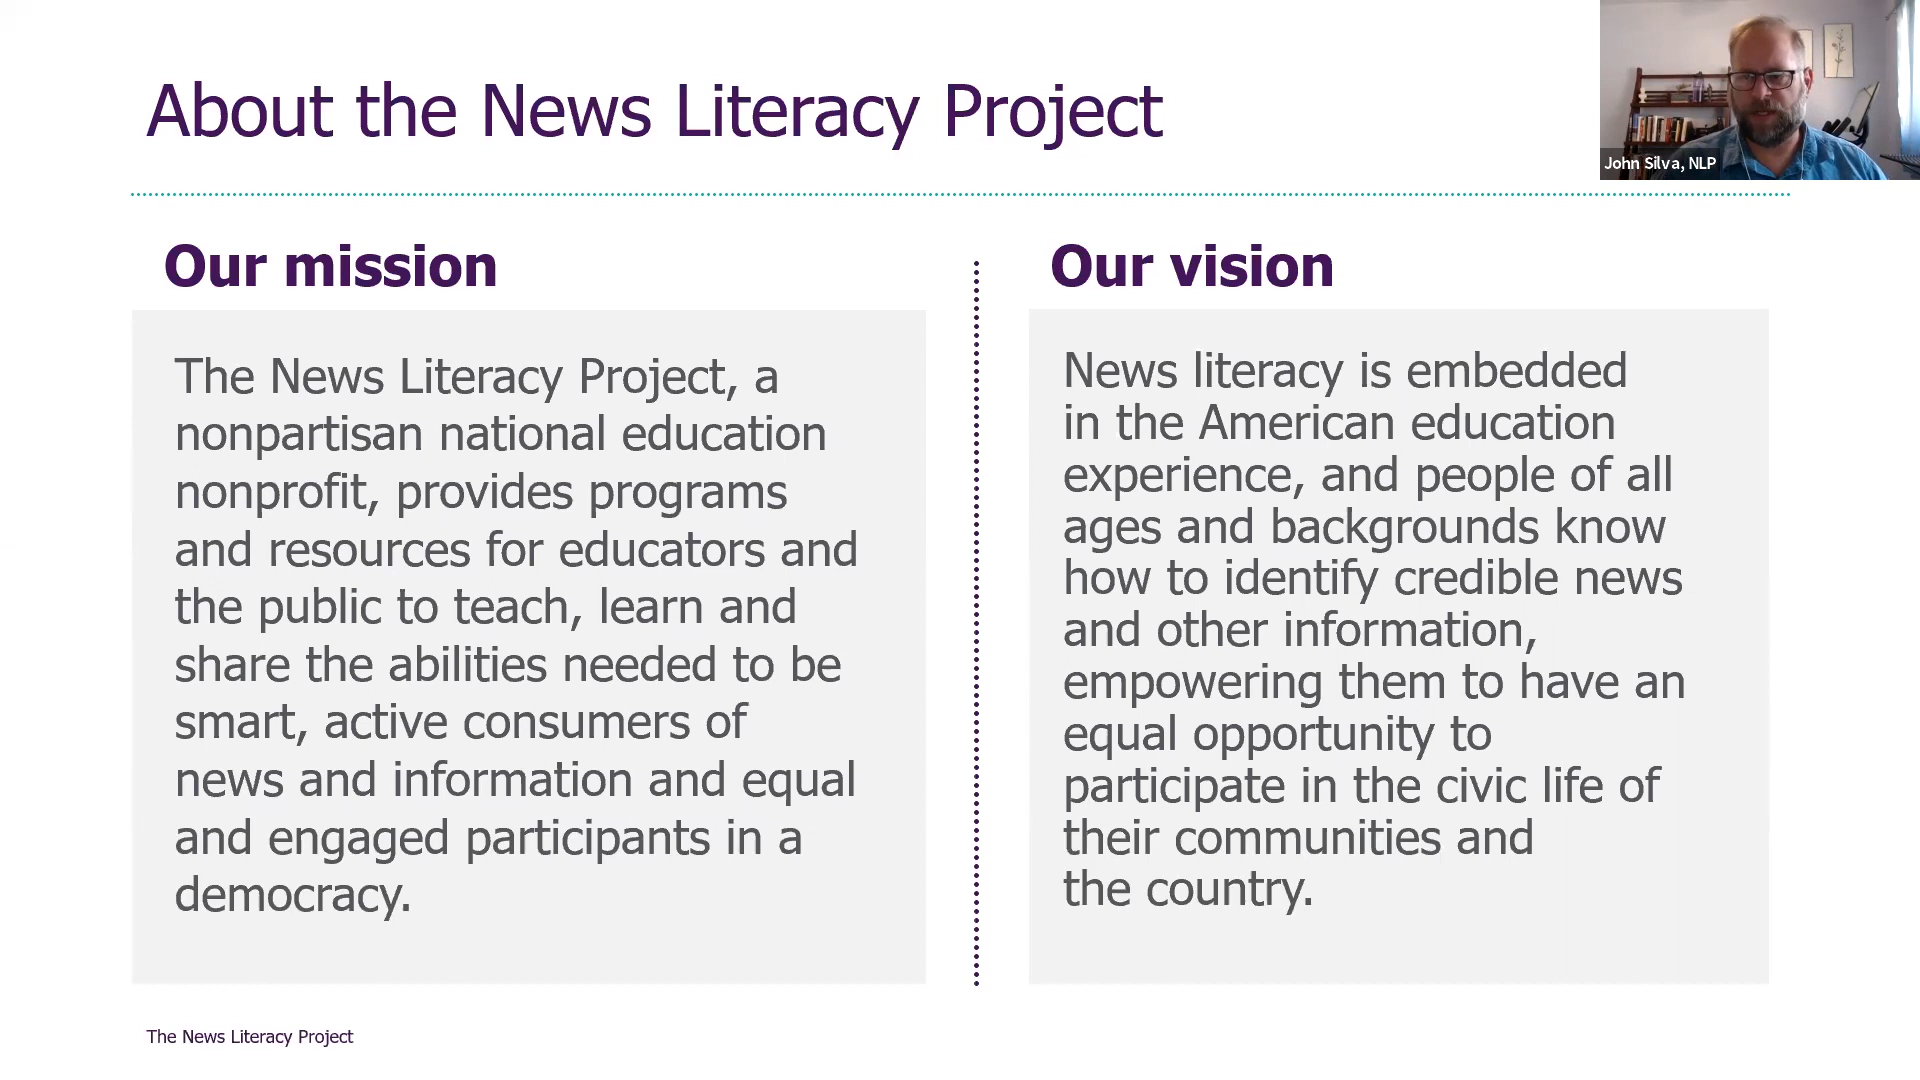 About the News Literacy Project
John Silva, NLP
Our mission
The News Literacy Project, a
nonpartisan national education
nonprofit, provides programs
and resources for educators and
the public to teach, learn and
share the abilities needed to be
smart, active consumers of
news and information and equal
and engaged participants in a
democracy.
Our vision
News literacy is embedded
in the American education
experience, and people of all
ages and backgrounds know
how to identify credible news
and other information,
empowering them to have an
equal opportunity to
participate in the civic life of
their communities and
the country.
The News Literacy Project